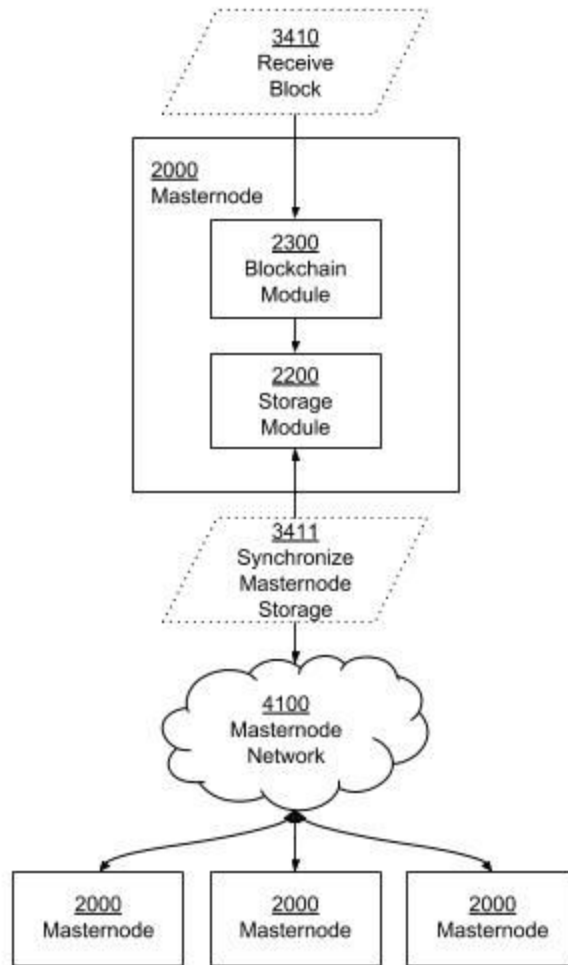 3410
Receive
Block
2000
Masternode
2300
Blockchain
Module
2200
Storage
Module
3411
Synchronize
Masternode
Storage
4100
Masternode
Network
2000
Masternode
2000
Masternode
2000
Masternode